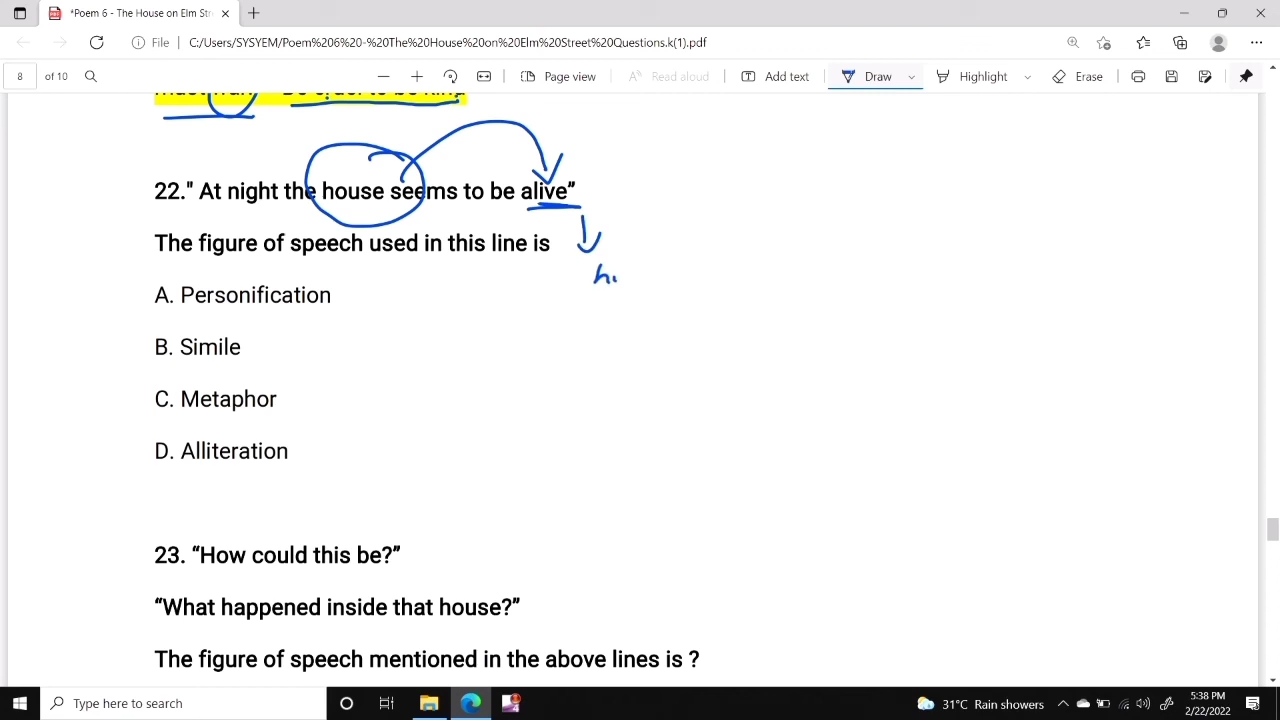 *Poem 6 - The House on Elm Str
File | C:/Users/SYSYEM/Poem%206%20-%20The%20House%20on%20Elm%20Street%20Questions.k(1).pdf
8 of 10 Page view Read aloud Add text Draw Highlight Erase
22." At night the house seems to be alive”
The figure of speech used in this line is
A. Personification
B. Simile
C. Metaphor
D. Alliteration
23. “How could this be?”
“What happened inside that house?”
The figure of speech mentioned in the above lines is ?
Type here to search
31°C Rain showers
5:38 PM
2/22/2022